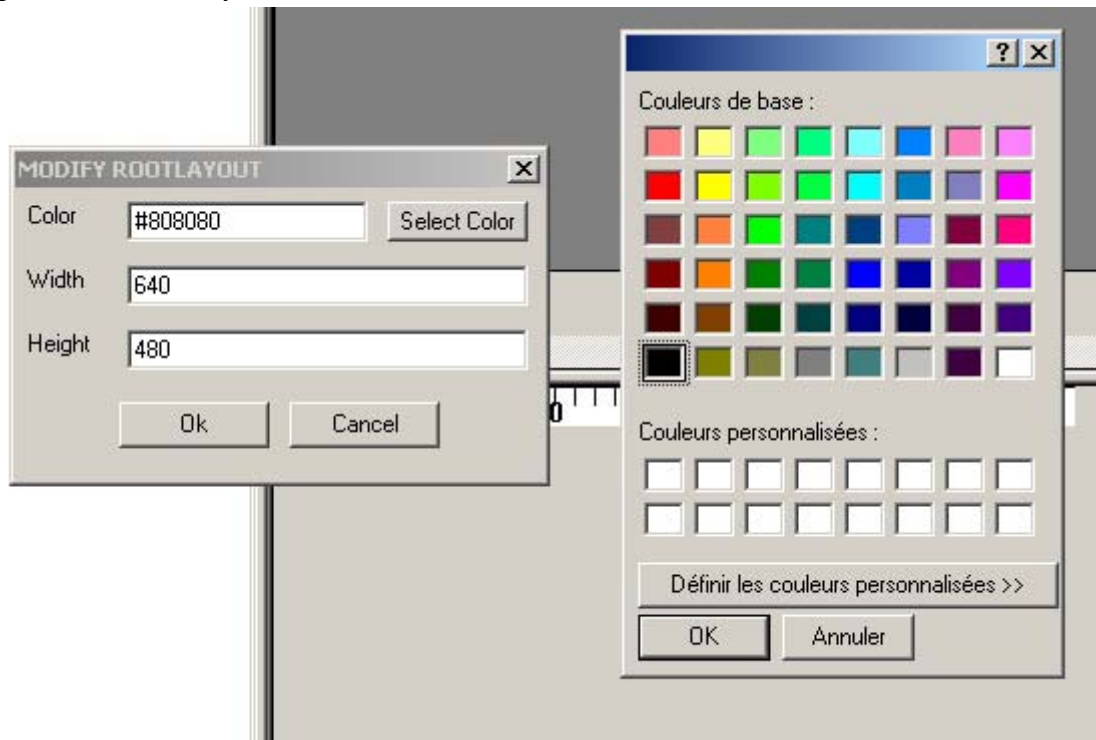 MODIFY ROOTLAYOUT
Color #808080 Select Color
Width 640
Height 480
Ok Cancel
0
? X
Couleurs de base :
Couleurs personnalisées :
Définir les couleurs personnalisées >>
OK Annuler